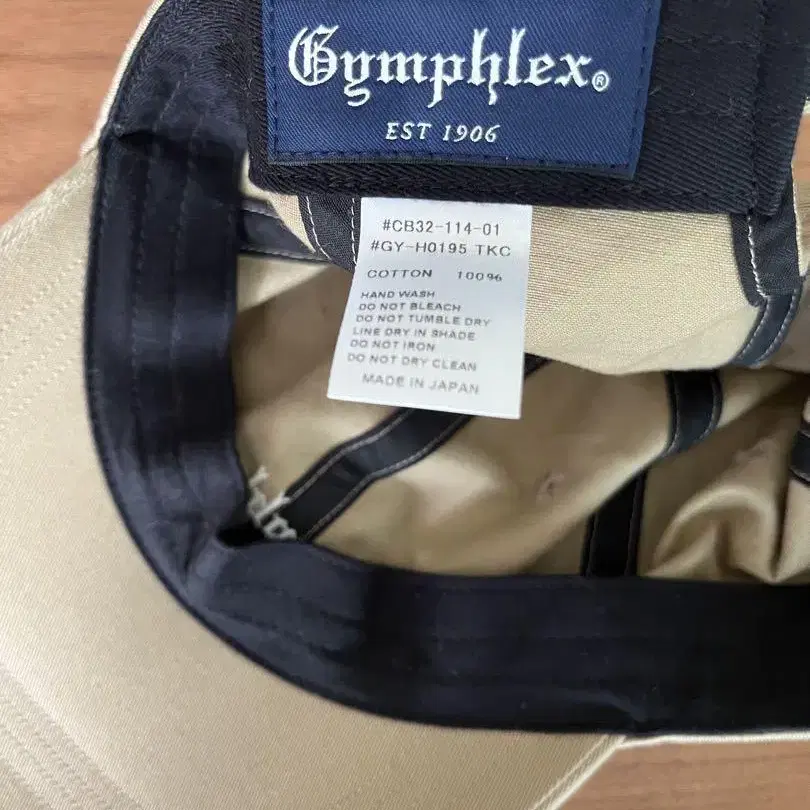 Gymphlex®
EST 1906
#CB32-114-01
#GY-H0195 TKC
COTTON 100%
HAND WASH
DO NOT BLEACH
DO NOT TUMBLE DRY
LINE DRY IN SHADE
DO NOT IRON
DO NOT DRY CLEAN
MADE IN JAPAN